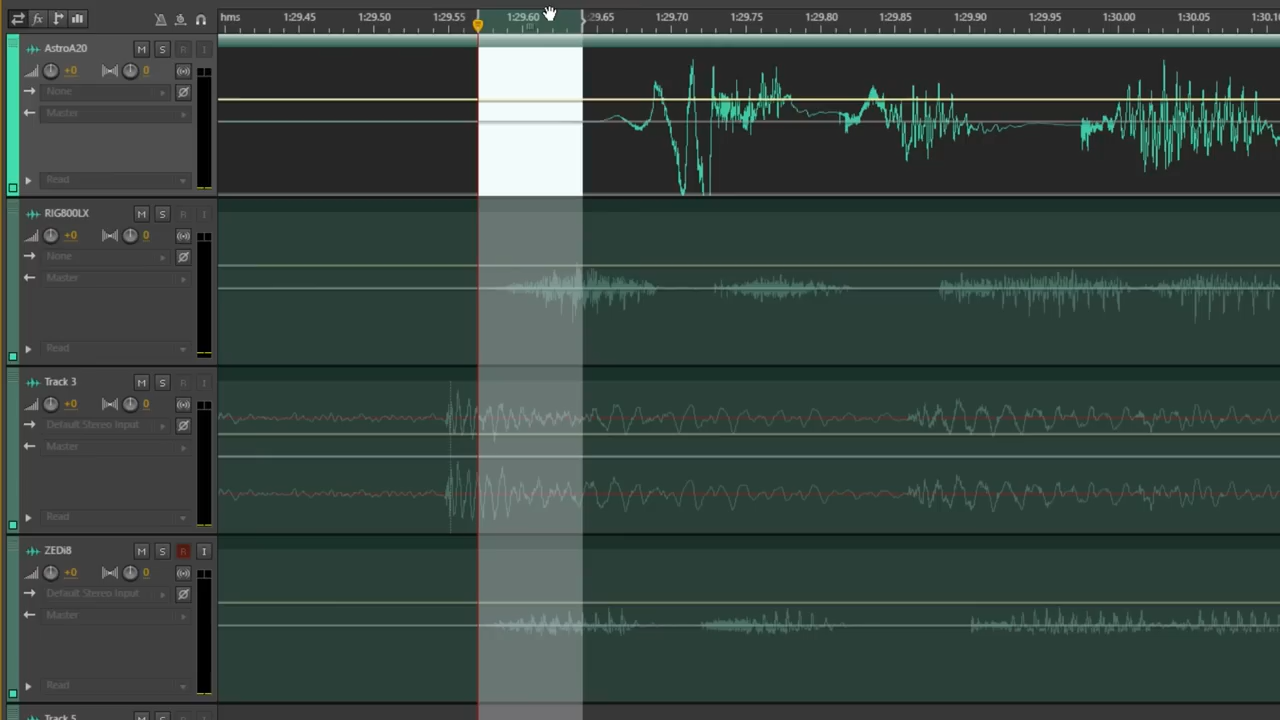 fx hms 1:29.45 1:29.50 1:29.55 1:29.60 :29.65 1:29.70 1:29.75 1:29.80 1:29.85 1:29.90 1:29.95 1:30.00 1:30.05 1:30.10
AstroA20 M S R I
+0 0
None
Master
Read
RIG800LX M S R I
+0 0
None
Master
Read
Track 3 M S R I
+0 0
Default Stereo Input
Master
Read
ZEDi8 M S R I
+0 0
Default Stereo Input
Master
Read
Track 5